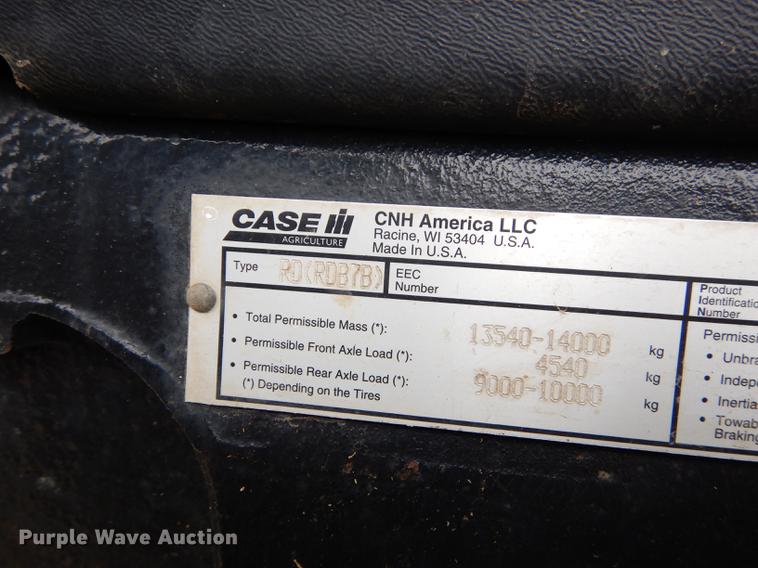 CASE IH
AGRICULTURE
CNH America LLC
Racine, WI 53404 U.S.A.
Made In U.S.A.
Type RD(RDB7B)
EEC
Number
Product
Identification
Number
• Total Permissible Mass (*): 13540-14000 kg
• Permissible Front Axle Load (*): 4540 kg
• Permissible Rear Axle Load (*): 9000-10000 kg
(*) Depending on the Tires
Permissi
• Unbra
• Indepe
• Inertia
• Towab
Braking
Purple Wave Auction